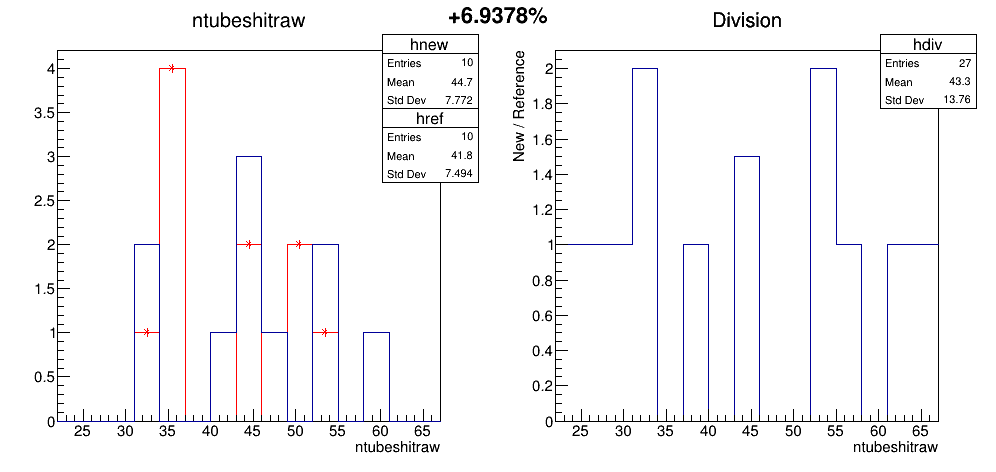 +6.9378%
ntubeshitraw
hnew
Entries 10
Mean 44.7
Std Dev 7.772
href
Entries 10
Mean 41.8
Std Dev 7.494
4
3.5
3
2.5
2
1.5
1
0.5
0
25 30 35 40 45 50 55 60 65
ntubeshitraw
Division
hdiv
Entries 27
Mean 43.3
Std Dev 13.76
New / Reference
2
1.8
1.6
1.4
1.2
1
0.8
0.6
0.4
0.2
0
25 30 35 40 45 50 55 60 65
ntubeshitraw